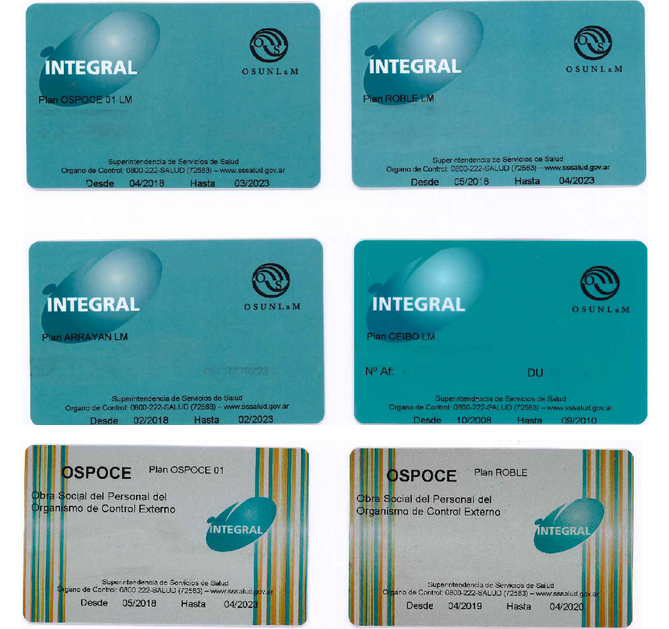 INTEGRAL
OSUNLaM
Plan OSPOCE 01 LM
Superintendencia de Servicios de Salud
Organo de Control: 0800-222-SALUD (72583) – www.sssalud.gov.ar
Desde 04/2018 Hasta 03/2023
INTEGRAL
OSUNLaM
Plan ROBLE LM
Superintendencia de Servicios de Salud
Organo de Control: 0800-222-SALUD (72583) – www.sssalud.gov.ar
Desde 05/2018 Hasta 04/2023
INTEGRAL
OSUNLaM
Plan ARRAYAN LM
Superintendencia de Servicios de Salud
Organo de Control: 0800-222-SALUD (72583) – www.sssalud.gov.ar
Desde 02/2018 Hasta 02/2023
INTEGRAL
OSUNLaM
Plan CEIBO LM
Nº Af: DU
Superintendencia de Servicios de Salud
Organo de Control: 0800-222-SALUD (72583) – www.sssalud.gov.ar
Desde 10/2008 Hasta 09/2010
OSPOCE Plan OSPOCE 01
Obra Social del Personal del
Organismo de Control Externo
INTEGRAL
Superintendencia de Servicios de Salud
Organo de Control: 0800-222-SALUD (72583) – www.sssalud.gov.ar
Desde 05/2018 Hasta 04/2023
OSPOCE Plan ROBLE
Obra Social del Personal del
Organismo de Control Externo
INTEGRAL
Superintendencia de Servicios de Salud
Organo de Control: 0800-222-SALUD (72583) – www.sssalud.gov.ar
Desde 04/2019 Hasta 04/2020